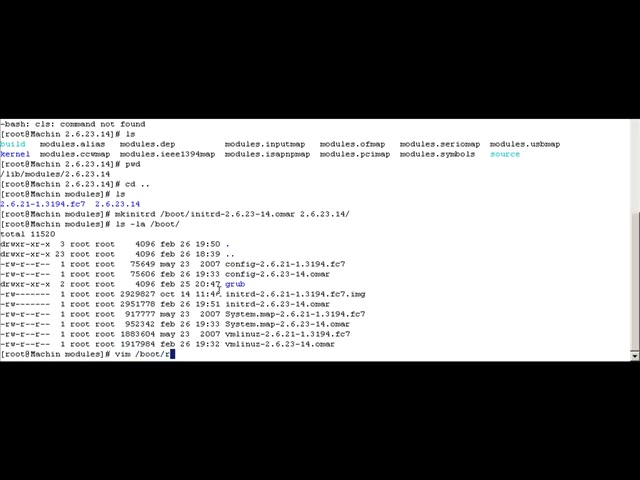 -bash: cls: command not found
[root@Machin 2.6.23.14]# ls
build   modules.alias   modules.dep   modules.inputmap   modules.ofmap   modules.seriomap   modules.usbmap
kernel   modules.ccwmap   modules.ieee1394map   modules.isapnpmap   modules.pcimap   modules.symbols   source
[root@Machin 2.6.23.14]# pwd
/lib/modules/2.6.23.14
[root@Machin 2.6.23.14]# cd ..
[root@Machin modules]# ls
2.6.21-1.3194.fc7  2.6.23.14
[root@Machin modules]# mkinitrd /boot/initrd-2.6.23-14.omar 2.6.23.14/
[root@Machin modules]# ls -la /boot/
total 11520
drwxr-xr-x  3 root root    4096 feb 26 19:50 .
drwxr-xr-x 23 root root    4096 feb 26 18:39 ..
-rw-r--r--  1 root root   75649 may 23  2007 config-2.6.21-1.3194.fc7
-rw-r--r--  1 root root   75606 feb 26 19:33 config-2.6.23-14.omar
drwxr-xr-x  2 root root    4096 feb 25 20:47 grub
-rw-------  1 root root 2929827 oct 14 11:44 initrd-2.6.21-1.3194.fc7.img
-rw-------  1 root root 2951778 feb 26 19:51 initrd-2.6.23-14.omar
-rw-r--r--  1 root root  917777 may 23  2007 System.map-2.6.21-1.3194.fc7
-rw-r--r--  1 root root  952342 feb 26 19:33 System.map-2.6.23-14.omar
-rw-r--r--  1 root root 1883604 may 23  2007 vmlinuz-2.6.21-1.3194.fc7
-rw-r--r--  1 root root 1917984 feb 26 19:32 vmlinuz-2.6.23-14.omar
[root@Machin modules]# vim /boot/r